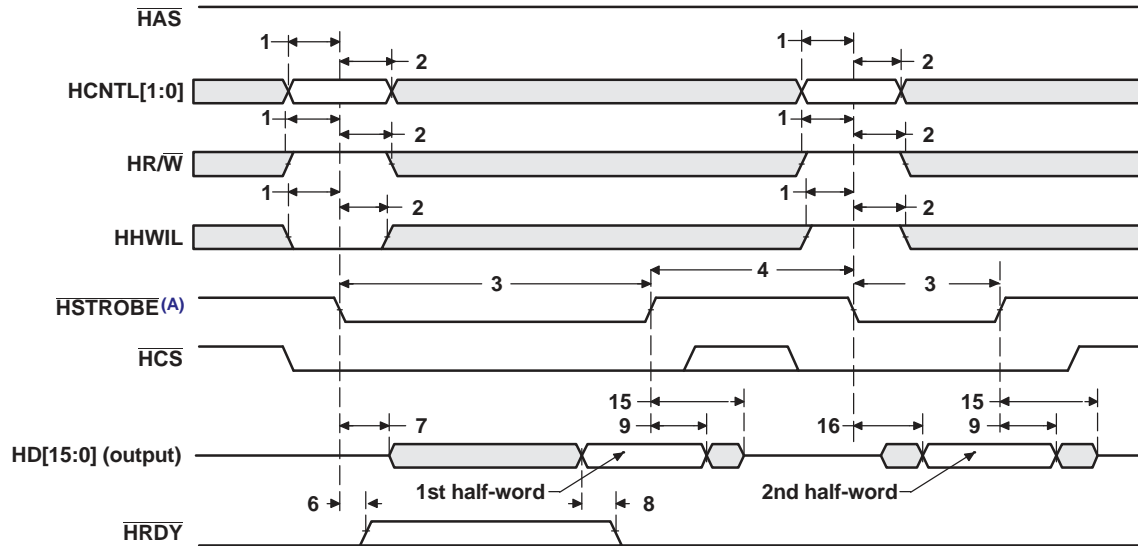 HAS
1 1
2 2
HCNTL[1:0]
1 1
2 2
HR/W
1 1
2 2
HHWIL
3 4 3
HSTROBE(A)
HCS
15 15
7 9 16 9
HD[15:0] (output)
1st half-word 2nd half-word
6 8
HRDY